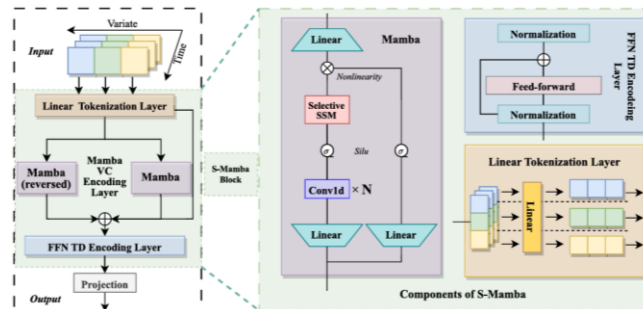 Variate
Input
Time
Linear Tokenization Layer
Mamba
(reversed)
Mamba
VC
Encoding
Layer
Mamba
FFN TD Encoding Layer
Projection
Output
S-Mamba
Block
Linear
Mamba
Nonlinearity
Selective
SSM
σ
Silu
σ
Conv1d × N
Linear
Linear
Normalization
Feed-forward
Normalization
FFN TD Encodeing
Layer
Linear Tokenization Layer
Linear
Components of S-Mamba